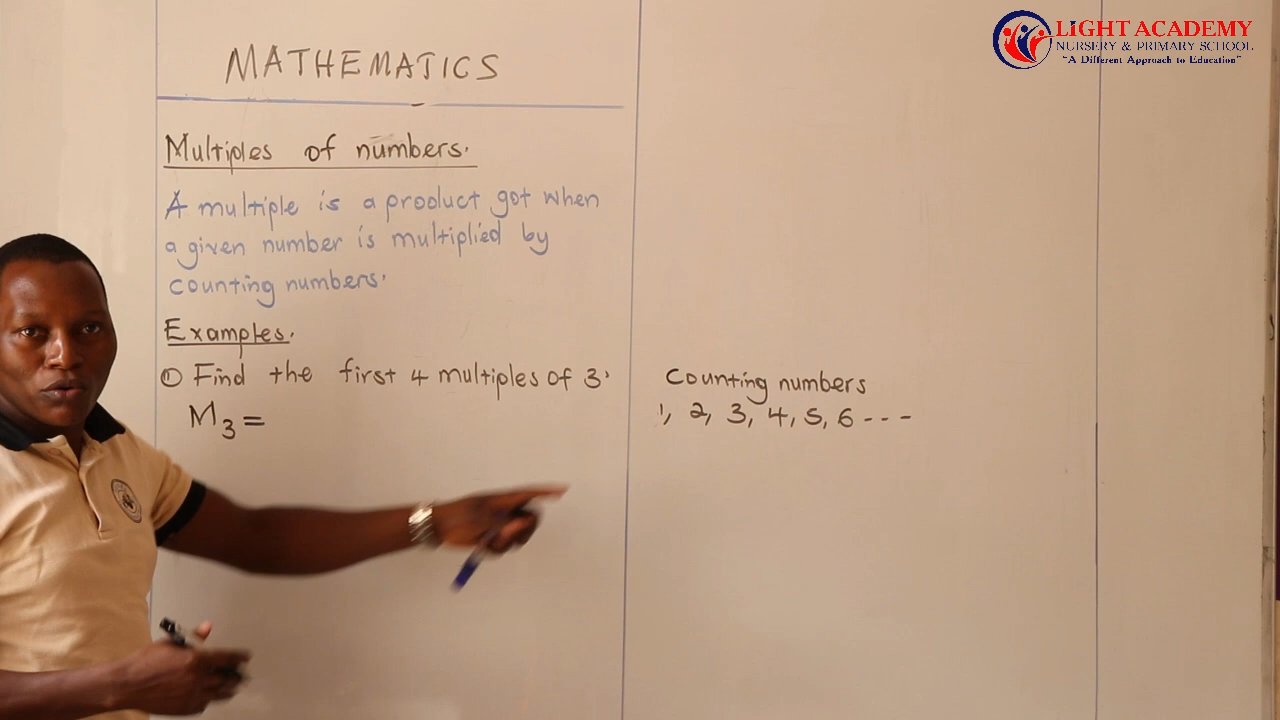 LIGHT ACADEMY
NURSERY & PRIMARY SCHOOL
"A Different Approach to Education"
MATHEMATICS
Multiples of numbers.
A multiple is a product got when
a given number is multiplied by
counting numbers.
Examples.
① Find the first 4 multiples of 3.
M₃ =
Counting numbers
1, 2, 3, 4, 5, 6 - - -